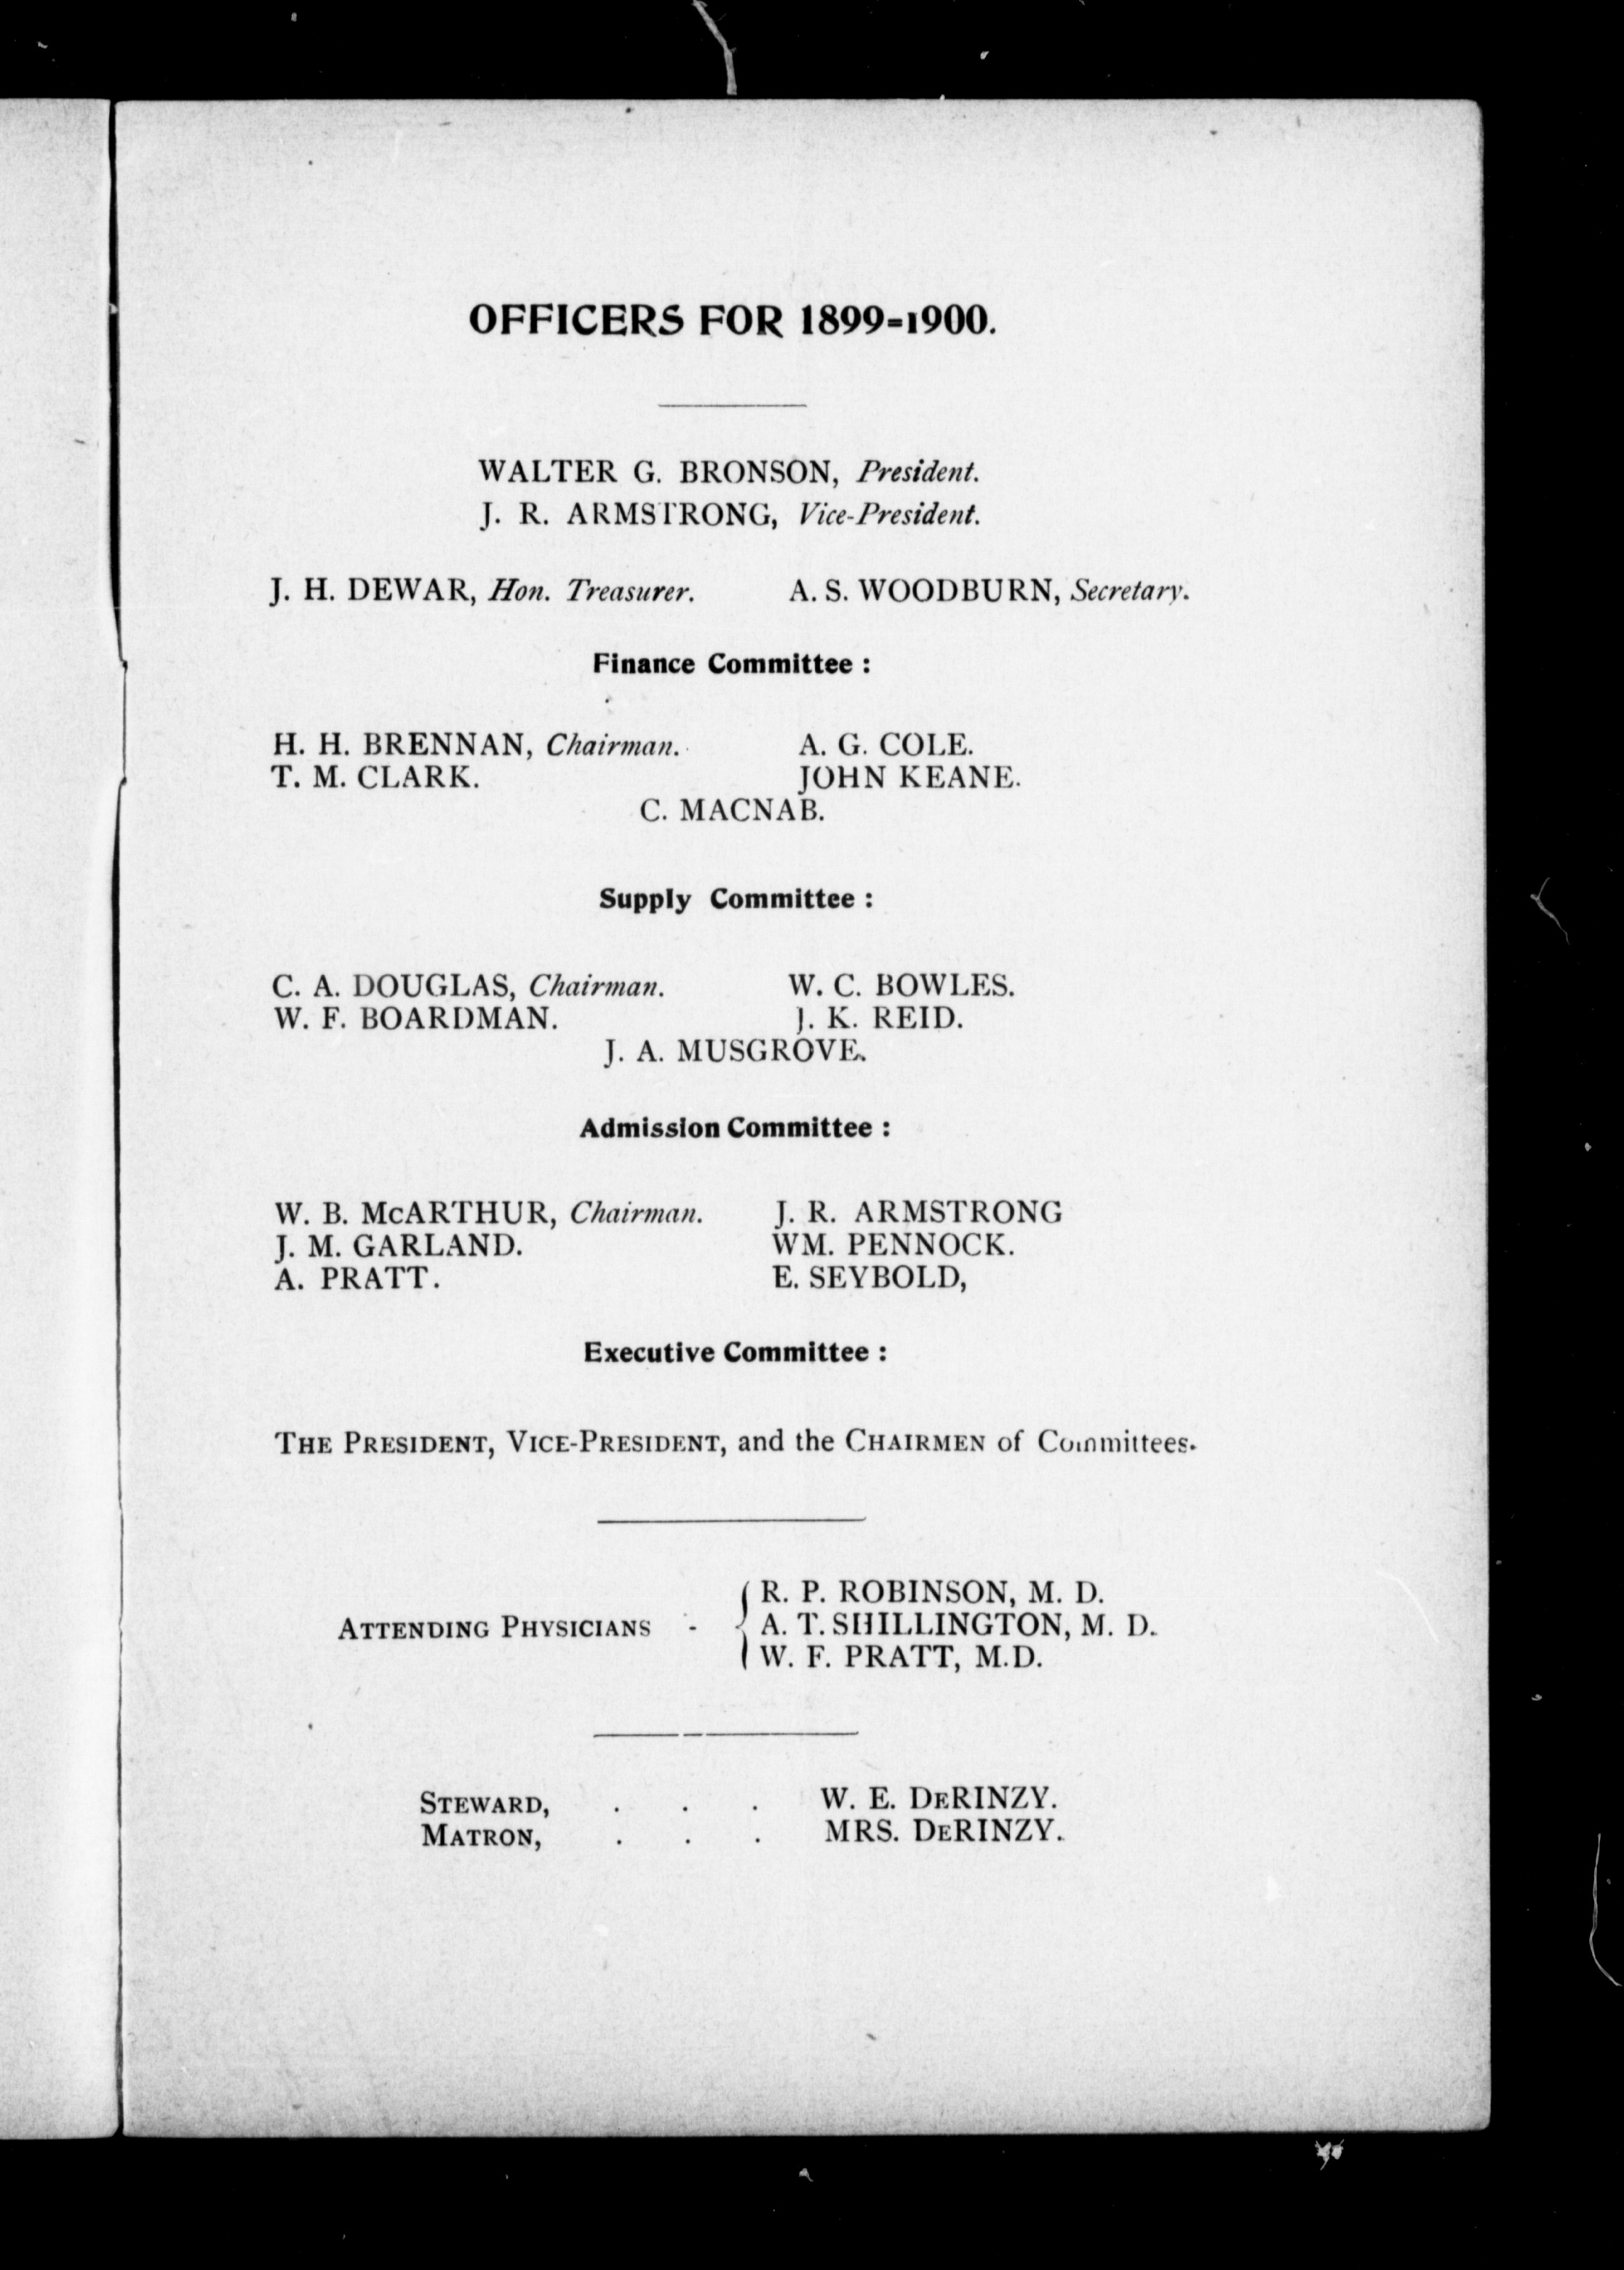 OFFICERS FOR 1899=1900.
WALTER G. BRONSON, President.
J. R. ARMSTRONG, Vice-President.
J. H. DEWAR, Hon. Treasurer. A. S. WOODBURN, Secretary.
Finance Committee :
H. H. BRENNAN, Chairman. A. G. COLE.
T. M. CLARK. JOHN KEANE.
C. MACNAB.
Supply Committee :
C. A. DOUGLAS, Chairman. W. C. BOWLES.
W. F. BOARDMAN. J. K. REID.
J. A. MUSGROVE.
Admission Committee :
W. B. McARTHUR, Chairman. J. R. ARMSTRONG
J. M. GARLAND. WM. PENNOCK.
A. PRATT. E. SEYBOLD,
Executive Committee :
THE PRESIDENT, VICE-PRESIDENT, and the CHAIRMEN of Committees.
R. P. ROBINSON, M. D.
ATTENDING PHYSICIANS - { A. T. SHILLINGTON, M. D.
W. F. PRATT, M.D.
STEWARD, . . . W. E. DERINZY.
MATRON, . . . MRS. DERINZY.